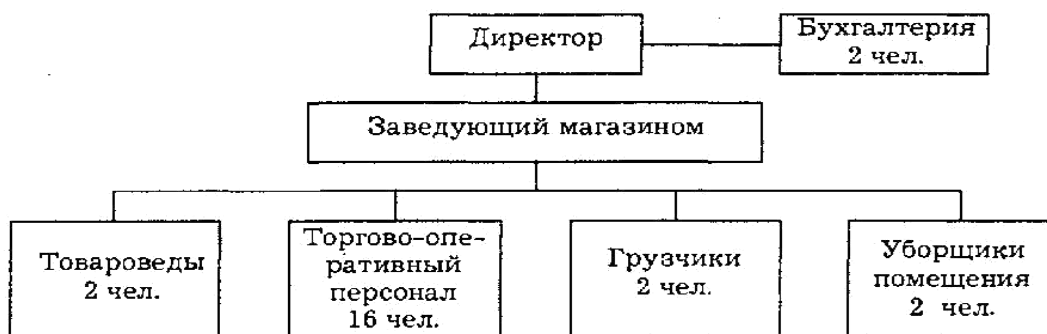 Директор
Бухгалтерия
2 чел.
Заведующий магазином
Товароведы
2 чел.
Торгово-опе-
ративный
персонал
16 чел.
Грузчики
2 чел.
Уборщики
помещения
2 чел.